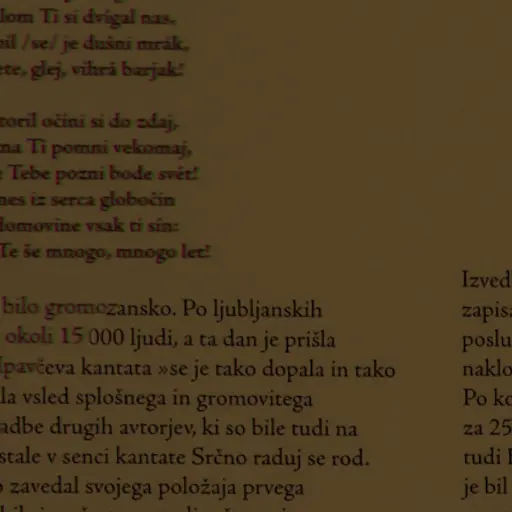 lom Ti si dvigal nas,
bil /se/ je dušni mrák,
ete, glej, vihrá barjak!
toril očini si do zdaj,
na Ti pomni vekomaj,
Tebe pozni bode svét!
nes iz serca globočin
domovine vsak ti sin:
Te še mnogo, mnogo let!
bilo gromozansko. Po ljubljanskih
okoli 15 000 ljudi, a ta dan je prišla
Ipavčeva kantata »se je tako dopala in tako
la vsled splošnega in gromovitega
adbe drugih avtorjev, ki so bile tudi na
stale v senci kantate Srčno raduj se rod.
o zavedal svojega položaja prvega
Izved
zapisa
poslu
naklo
Po ko
za 25
tudi
je bil